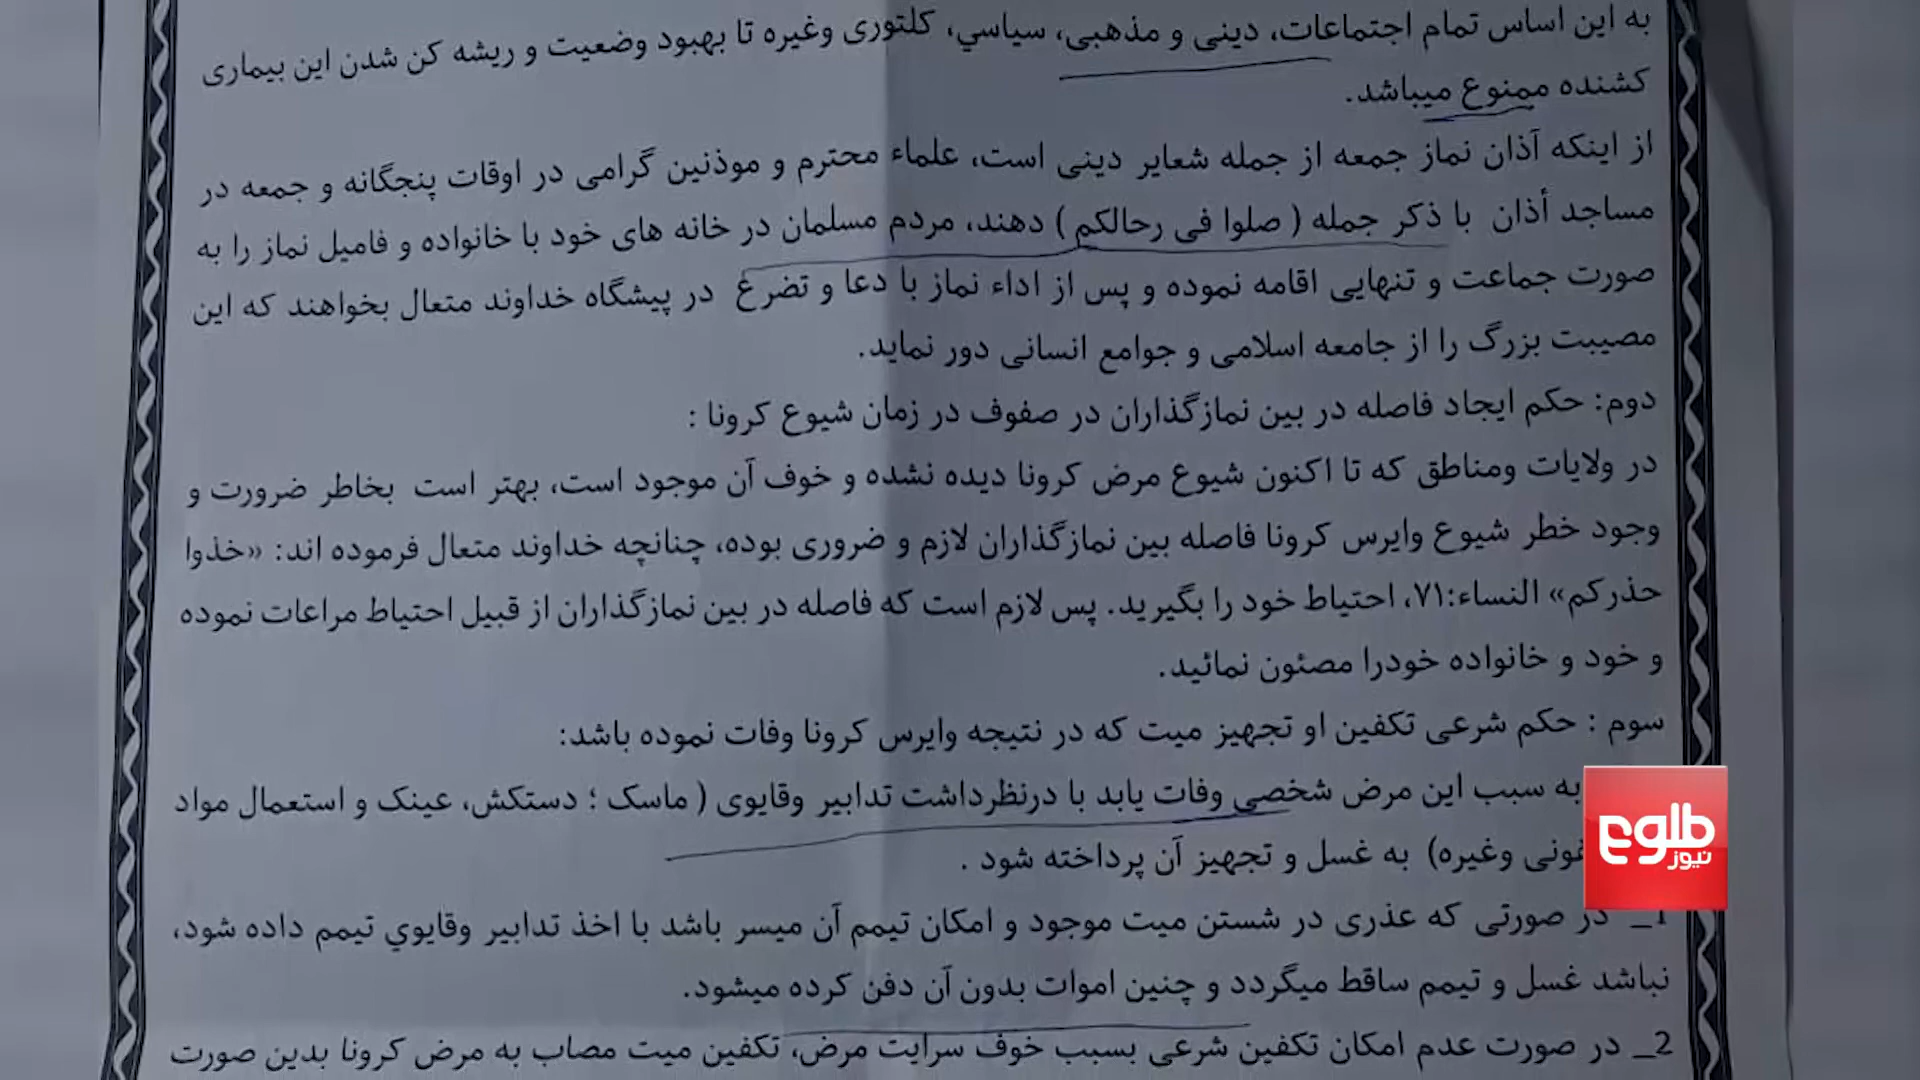 به این اساس تمام اجتماعات، دینی و مذهبی، سیاسي، کلتوری وغیره تا بهبود وضعیت و ریشه کن شدن این بیماری
کشنده ممنوع میباشد.
از اینکه آذان نماز جمعه از جمله شعایر دینی است، علماء محترم و موذنین گرامی در اوقات پنجگانه و جمعه در
مساجد أذان با ذکر جمله ( صلوا فی رحالکم ) دهند، مردم مسلمان در خانه های خود با خانواده و فامیل نماز را به
صورت جماعت و تنهایی اقامه نموده و پس از اداء نماز با دعا و تضرع در پیشگاه خداوند متعال بخواهند که این
مصیبت بزرگ را از جامعه اسلامی و جوامع انسانی دور نماید.
دوم: حکم ایجاد فاصله در بین نمازگذاران در صفوف در زمان شیوع کرونا :
در ولایات ومناطق که تا اکنون شیوع مرض کرونا دیده نشده و خوف آن موجود است، بهتر است بخاطر ضرورت و
وجود خطر شیوع وایرس کرونا فاصله بین نمازگذاران لازم و ضروری بوده، چنانچه خداوند متعال فرموده اند: «خذوا
حذرکم» النساء:۷۱، احتیاط خود را بگیرید. پس لازم است که فاصله در بین نمازگذاران از قبیل احتیاط مراعات نموده
و خود و خانواده خودرا مصئون نمائید.
سوم : حکم شرعی تکفین او تجهیز میت که در نتیجه وایرس کرونا وفات نموده باشد:
به سبب این مرض شخصی وفات یابد با درنظرداشت تدابیر وقایوی ( ماسک ؛ دستکش، عینک و استعمال مواد
وغیره) به غسل و تجهیز آن پرداخته شود .
1_ در صورتی که عذری در شستن میت موجود و امکان تیمم آن میسر باشد با اخذ تدابیر وقایوي تیمم داده شود،
نباشد غسل و تیمم ساقط میگردد و چنین اموات بدون آن دفن کرده میشود.
2_ در صورت عدم امکان تکفین شرعی بسبب خوف سرایت مرض، تکفین میت مصاب به مرض کرونا بدین صورت
طلوع
نیوز